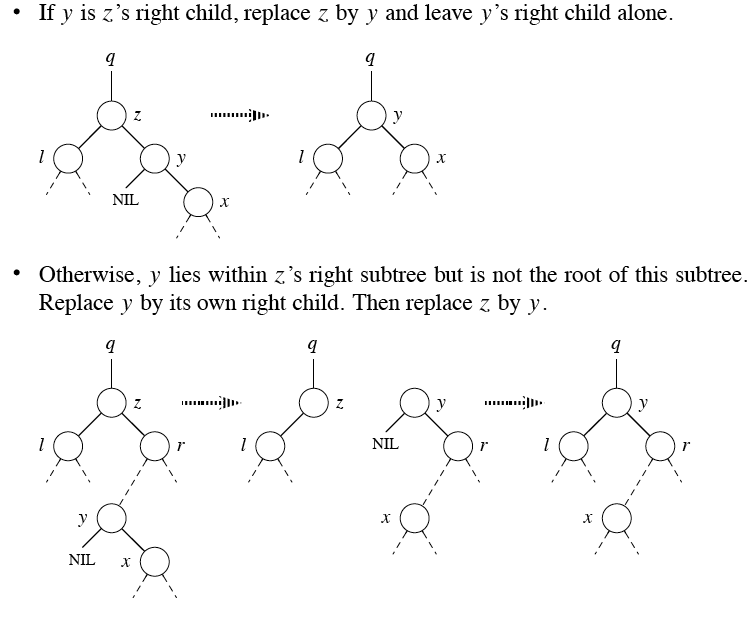 • If y is z's right child, replace z by y and leave y's right child alone.
q q
z y
l y l x
NIL x
• Otherwise, y lies within z's right subtree but is not the root of this subtree.
Replace y by its own right child. Then replace z by y.
q q q
z z y y
l r l NIL r l r
y x x
NIL x